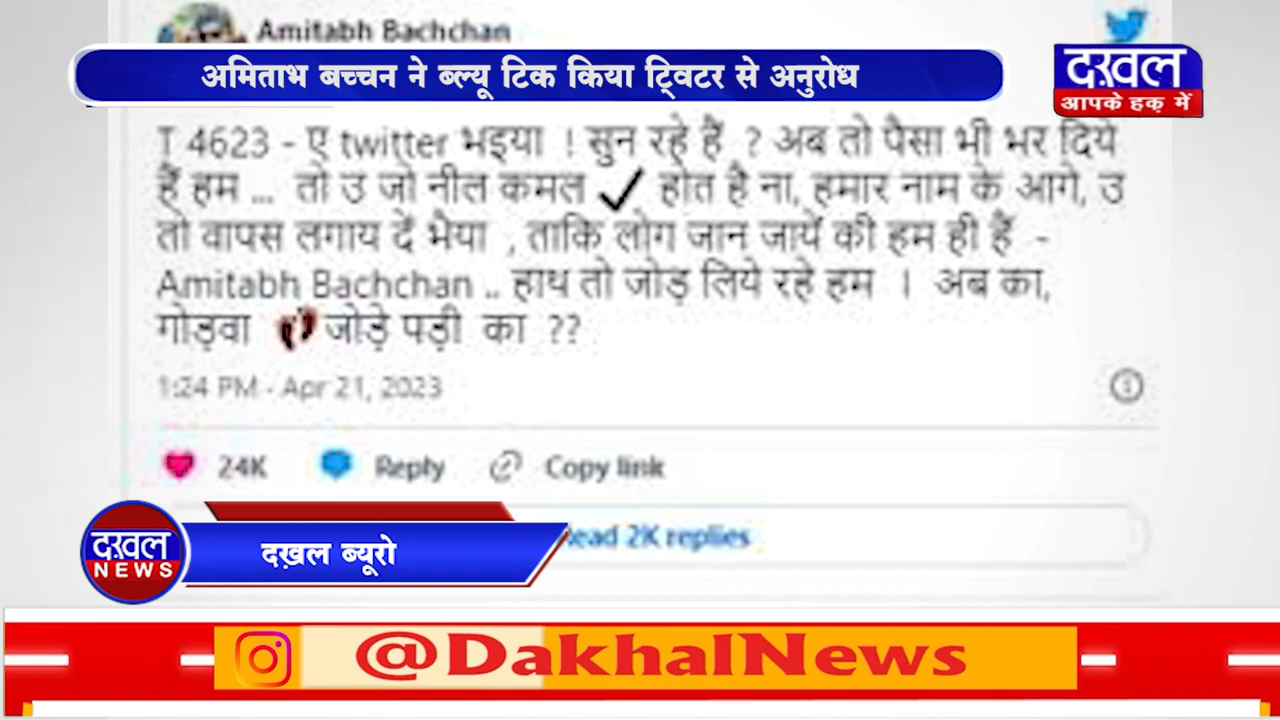 Amitabh Bachchan
अमिताभ बच्चन ने ब्ल्यू टिक किया ट्विटर से अनुरोध
दख़ल
आपके हक़ में
T 4623 - ए twitter भइया ! सुन रहे हैं ? अब तो पैसा भी भर दिये
हैं हम ... तो उ जो नील कमल ✔ होत है ना, हमार नाम के आगे, उ
तो वापस लगाय दें भैया , ताकि लोग जान जायें की हम ही हैं -
Amitabh Bachchan .. हाथ तो जोड़ लिये रहे हम । अब का,
गोड़वा 👣जोड़े पड़ी का ??
1:24 PM · Apr 21, 2023
24K Reply Copy link
Read 2K replies
दख़ल
NEWS
दख़ल ब्यूरो
@DakhalNews